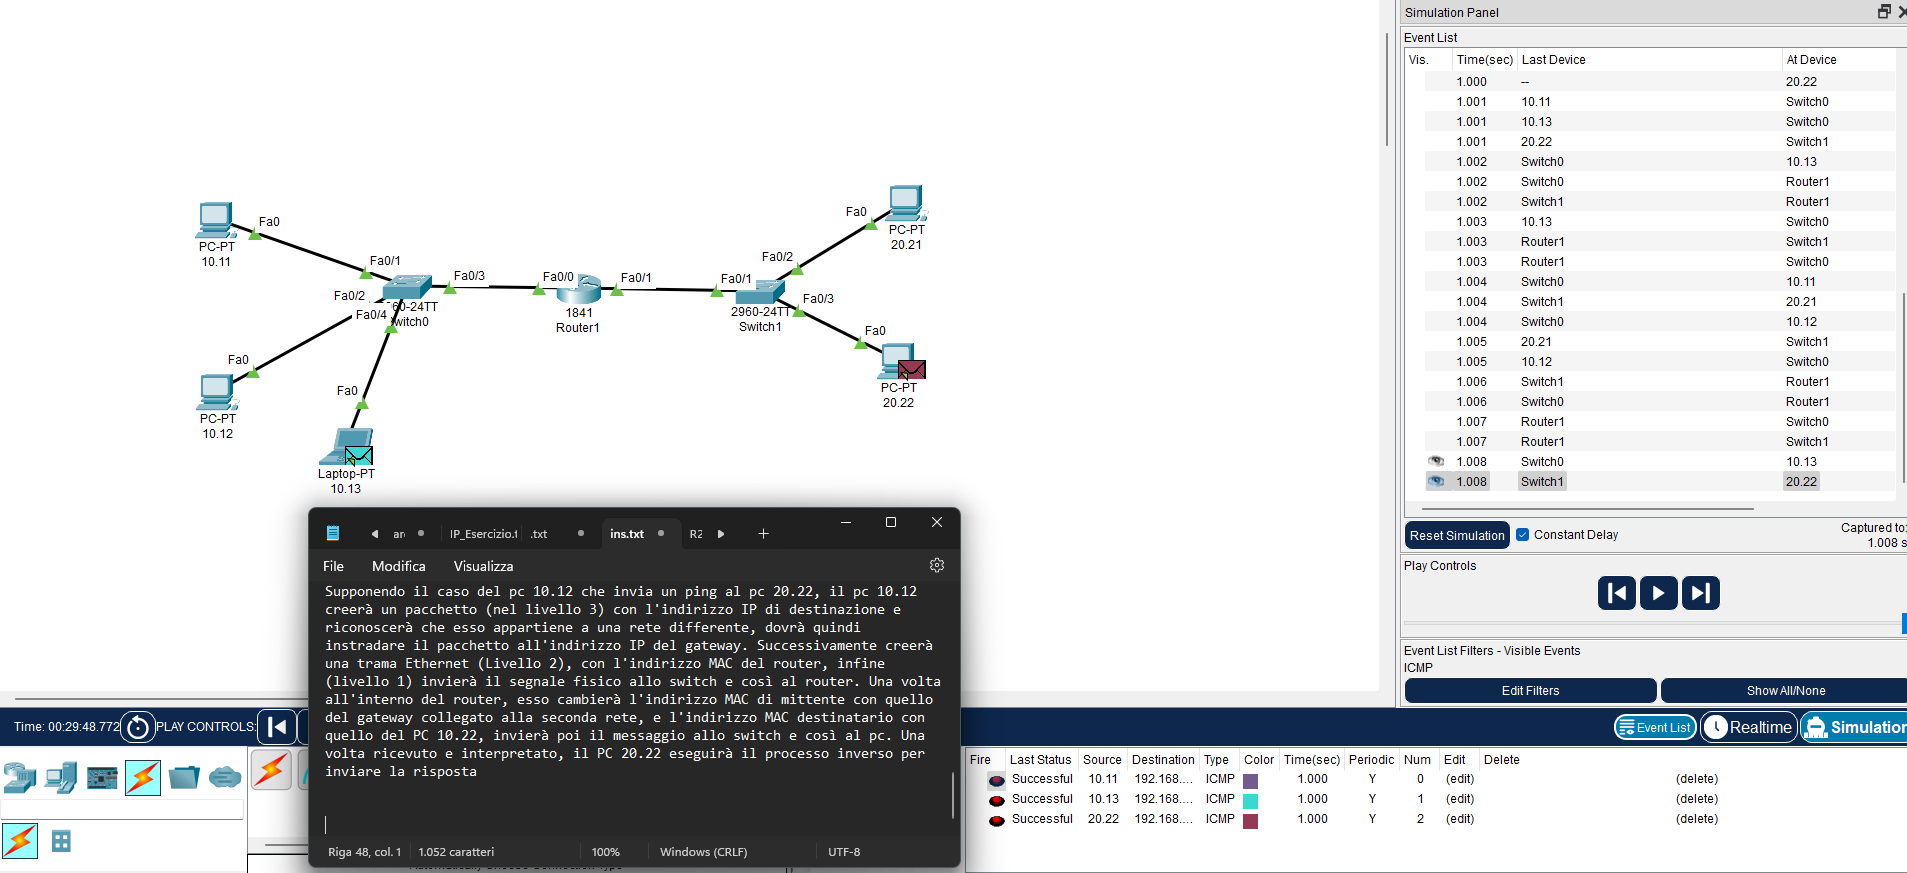 Simulation Panel
Event List
Vis. Time(sec) Last Device At Device
1.000 -- 20.22
1.001 10.11 Switch0
1.001 10.13 Switch0
1.001 20.22 Switch1
1.002 Switch0 10.13
1.002 Switch0 Router1
1.002 Switch1 Router1
1.003 10.13 Switch0
1.003 Router1 Switch1
1.003 Router1 Switch0
1.004 Switch0 10.11
1.004 Switch1 20.21
1.004 Switch0 10.12
1.005 20.21 Switch1
1.005 10.12 Switch0
1.006 Switch1 Router1
1.006 Switch0 Router1
1.007 Router1 Switch0
1.007 Router1 Switch1
1.008 Switch0 10.13
1.008 Switch1 20.22
Reset Simulation
Constant Delay
Captured to:
1.008 s
Play Controls
Event List Filters - Visible Events
ICMP
Edit Filters
Show All/None
Fa0
PC-PT
10.11
Fa0/1
Fa0/2
Fa0/4
Fa0/3
60-24TT
witch0
Fa0
PC-PT
10.12
Fa0
Laptop-PT
10.13
Fa0/0
Fa0/1
1841
Router1
Fa0/1
Fa0/2
Fa0/3
2960-24TT
Switch1
Fa0
PC-PT
20.21
Fa0
PC-PT
20.22
IP_Esercizio.t
.txt
ins.txt
R2
File Modifica Visualizza
Supponendo il caso del pc 10.12 che invia un ping al pc 20.22, il pc 10.12
creerà un pacchetto (nel livello 3) con l'indirizzo IP di destinazione e
riconoscerà che esso appartiene a una rete differente, dovrà quindi
instradare il pacchetto all'indirizzo IP del gateway. Successivamente creerà
una trama Ethernet (Livello 2), con l'indirizzo MAC del router, infine
(livello 1) invierà il segnale fisico allo switch e così al router. Una volta
all'interno del router, esso cambierà l'indirizzo MAC di mittente con quello
del gateway collegato alla seconda rete, e l'indirizzo MAC destinatario con
quello del PC 10.22, invierà poi il messaggio allo switch e così al pc. Una
volta ricevuto e interpretato, il PC 20.22 eseguirà il processo inverso per
inviare la risposta
Riga 48, col. 1 1.052 caratteri 100% Windows (CRLF) UTF-8
Time: 00:29:48.772
PLAY CONTROLS:
Event List
Realtime
Simulation
Fire Last Status Source Destination Type Color Time(sec) Periodic Num Edit Delete
Successful 10.11 192.168.... ICMP 1.000 Y 0 (edit) (delete)
Successful 10.13 192.168.... ICMP 1.000 Y 1 (edit) (delete)
Successful 20.22 192.168.... ICMP 1.000 Y 2 (edit) (delete)